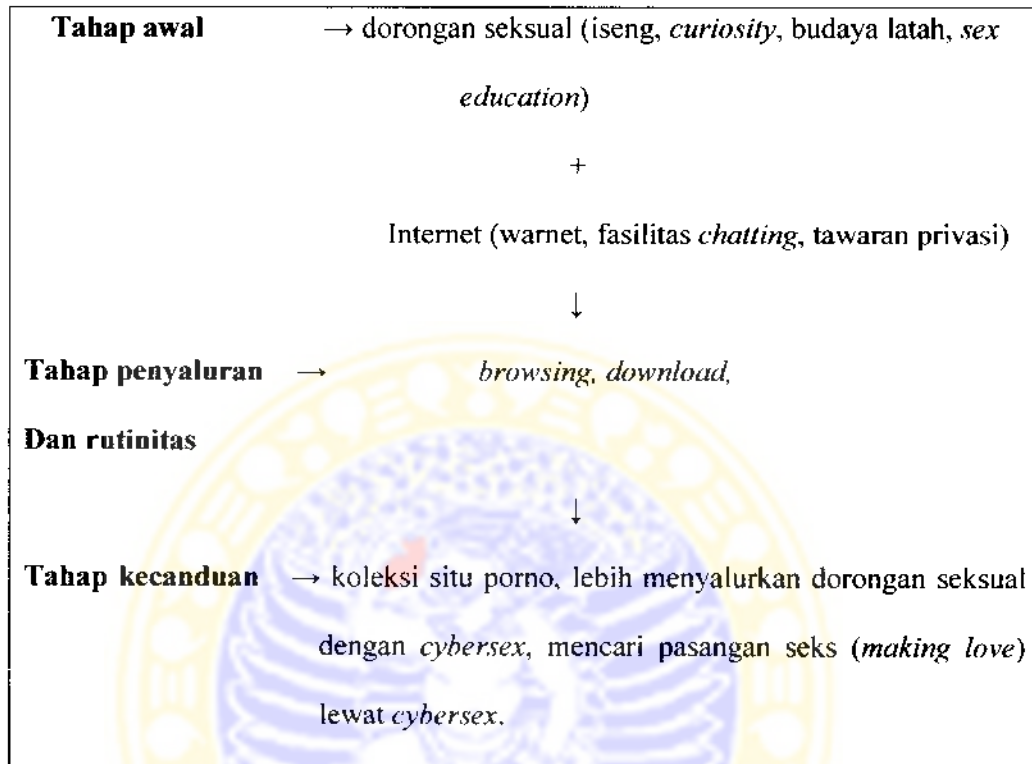 Tahap awal → dorongan seksual (iseng, curiosity, budaya latah, sex
education)
+
Internet (warnet, fasilitas chatting, tawaran privasi)
↓
Tahap penyaluran → browsing, download,
Dan rutinitas
↓
Tahap kecanduan → koleksi situ porno, lebih menyalurkan dorongan seksual
dengan cybersex, mencari pasangan seks (making love)
lewat cybersex.